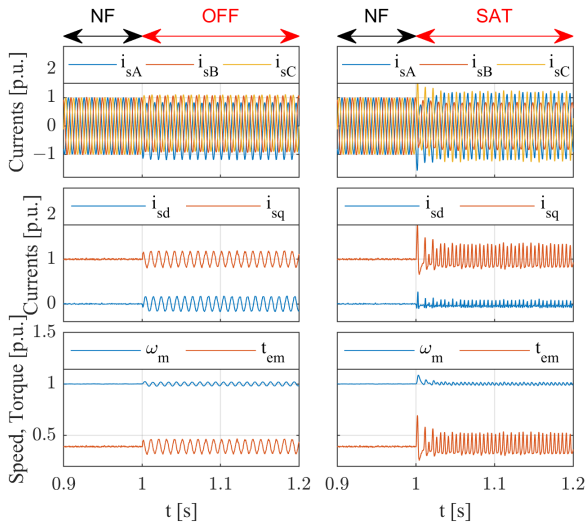 NF OFF NF SAT
2 i_sA i_sB i_sC i_sA i_sB i_sC
Currents [p.u.]
1
0
−1
2 i_sd i_sq i_sd i_sq
Currents [p.u.]
1
0
1.5
ω_m t_em ω_m t_em
Speed, Torque [p.u.]
1
0.5
0.9 1 1.1 1.2 0.9 1 1.1 1.2
t [s] t [s]